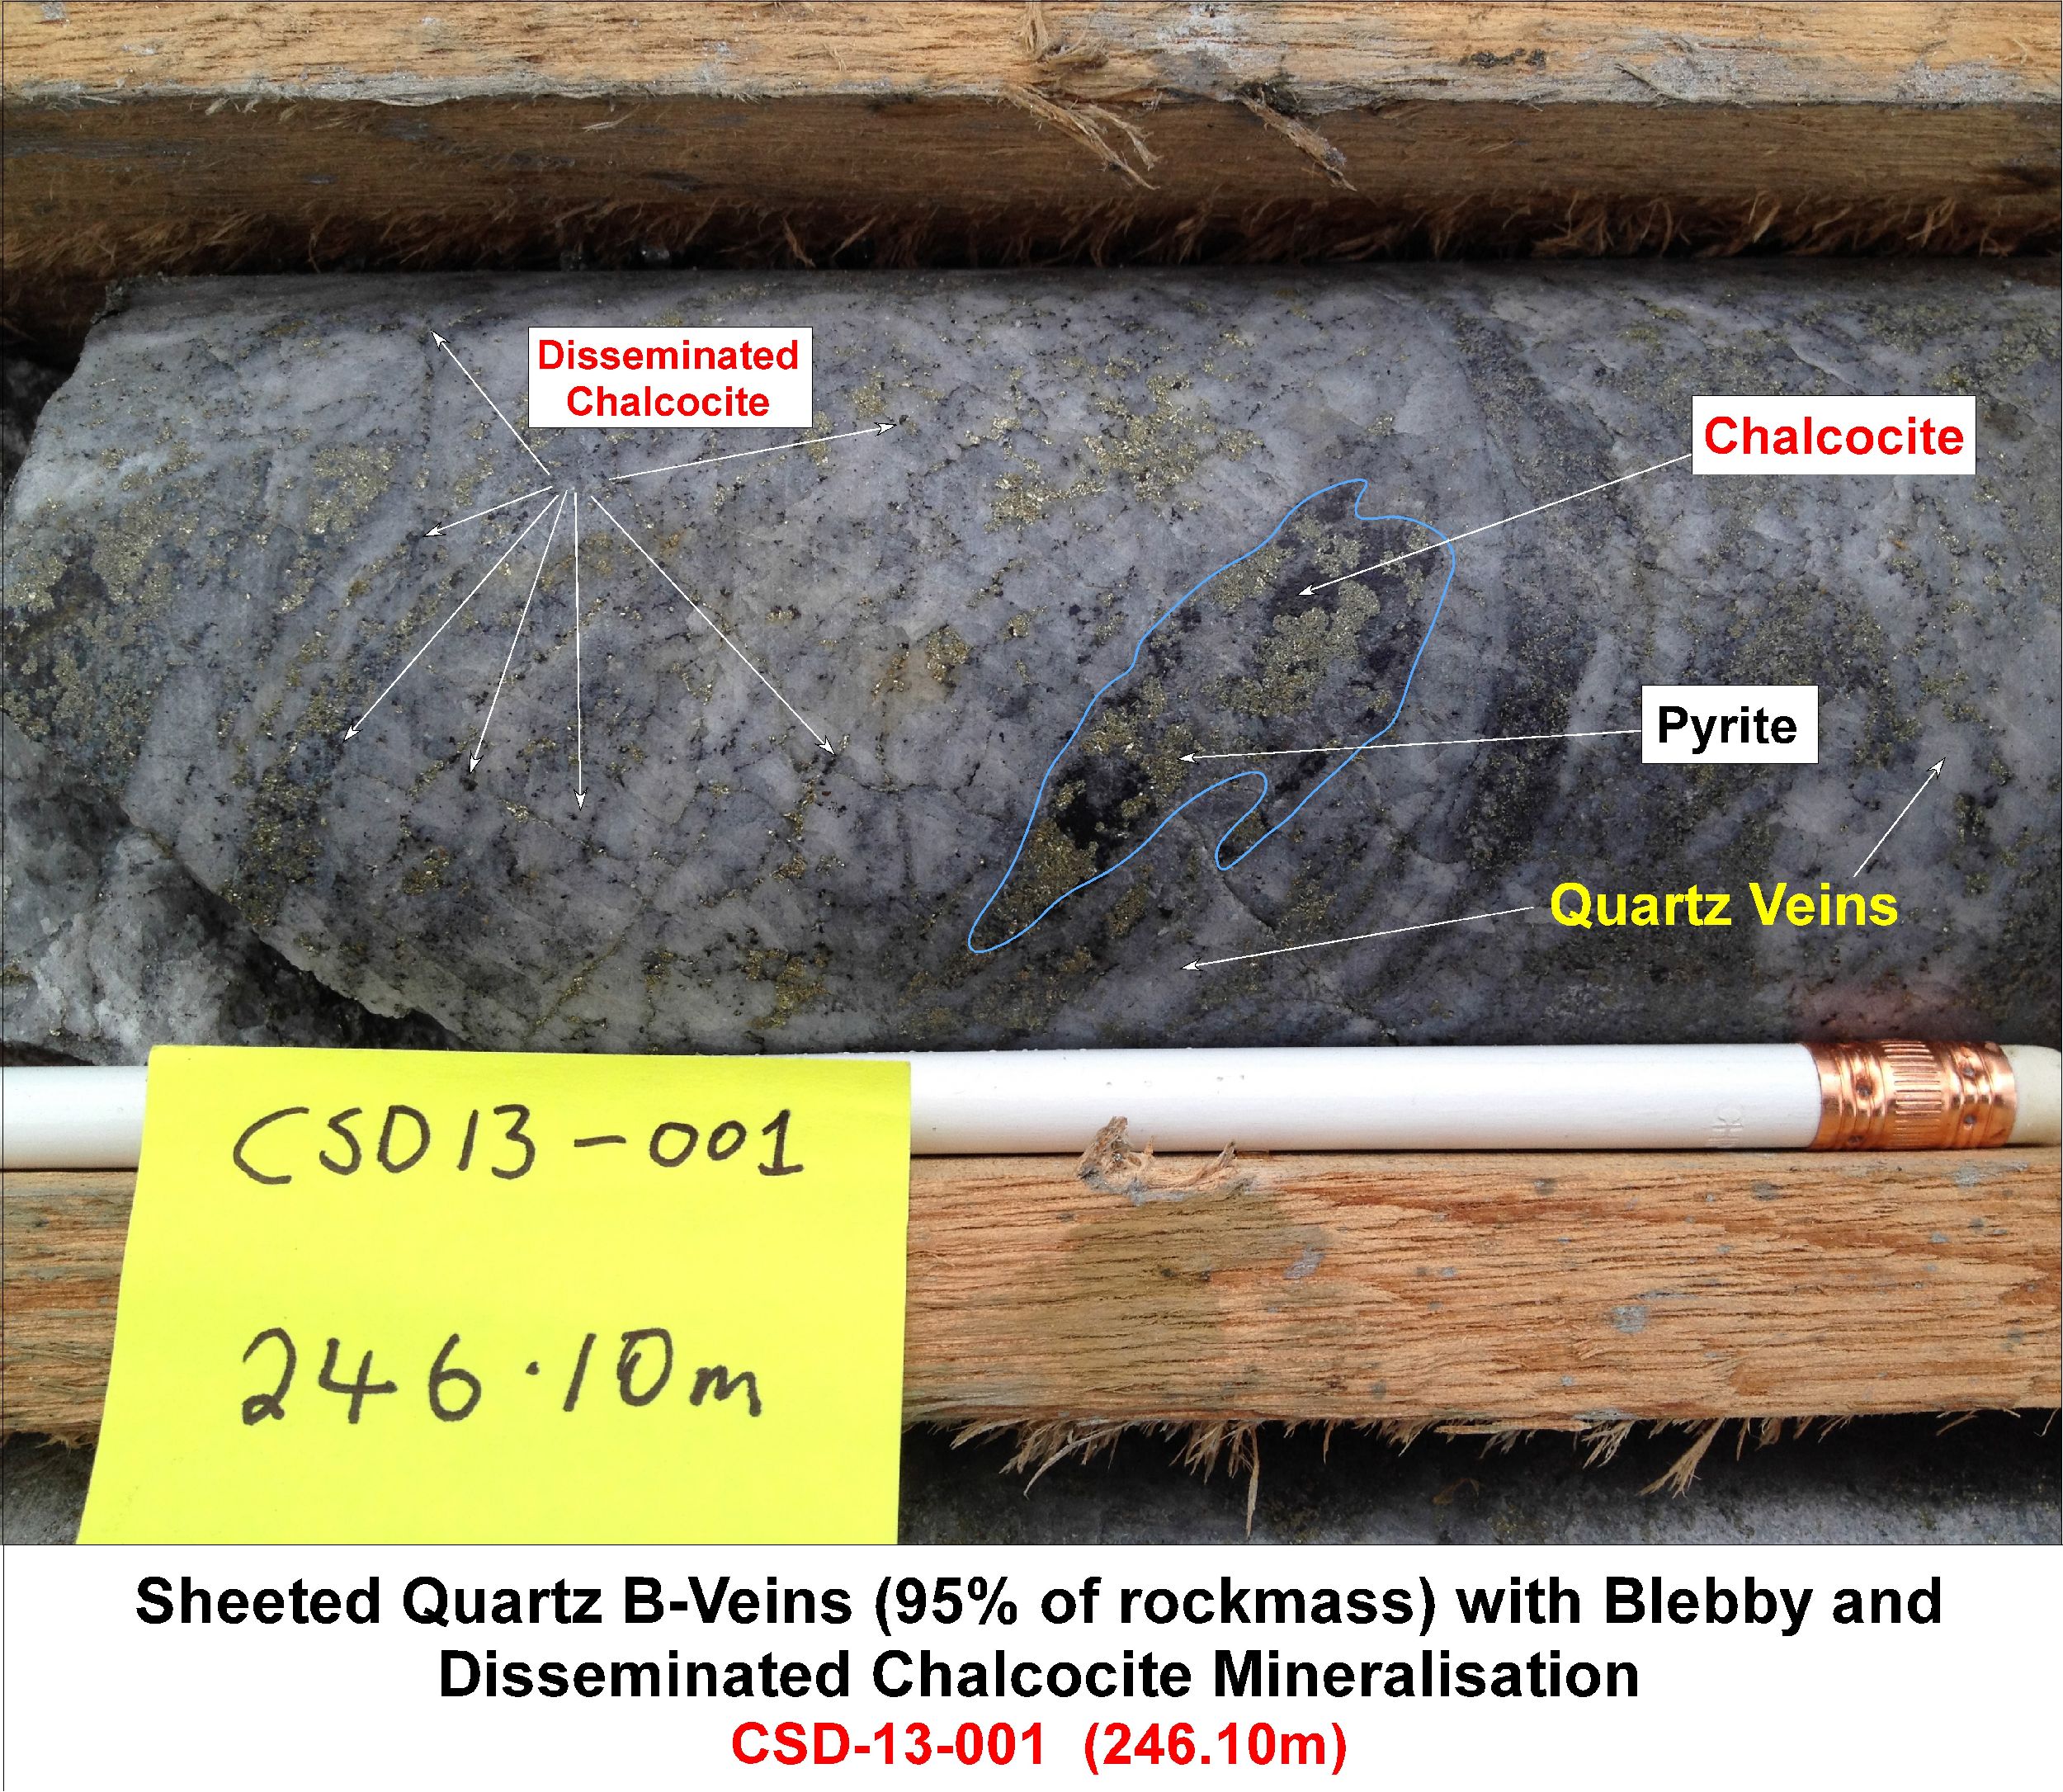 Disseminated
Chalcocite
Chalcocite
Pyrite
Quartz Veins
CSD13-001
246.10m
Sheeted Quartz B-Veins (95% of rockmass) with Blebby and
Disseminated Chalcocite Mineralisation
CSD-13-001 (246.10m)